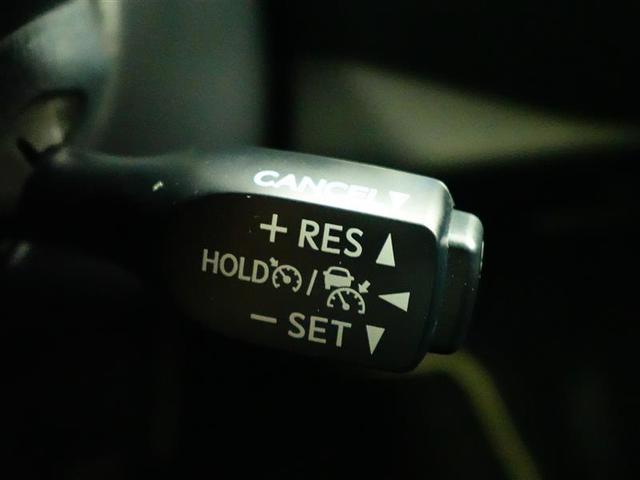 CANCEL
+ RES
HOLD /
- SET